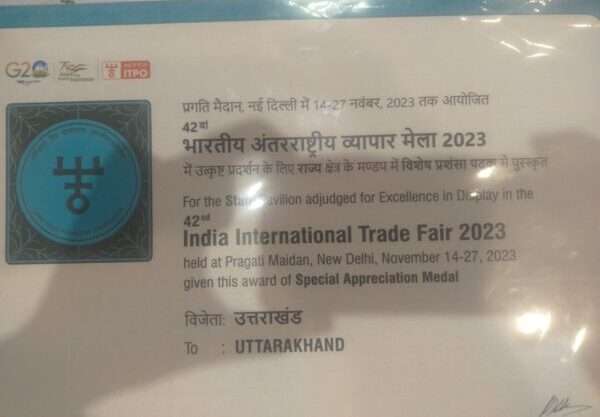 G20
ITPO
प्रगति मैदान, नई दिल्ली में 14-27 नवंबर, 2023 तक आयोजित
42वां
भारतीय अंतरराष्ट्रीय व्यापार मेला 2023
में उत्कृष्ट प्रदर्शन के लिए राज्य क्षेत्र के मण्डप में विशेष प्रशंसा पदक से पुरस्कृत
For the State Pavilion adjudged for Excellence in Display in the
42nd
India International Trade Fair 2023
held at Pragati Maidan, New Delhi, November 14-27, 2023
given this award of Special Appreciation Medal
विजेता: उत्तराखंड
To : UTTARAKHAND